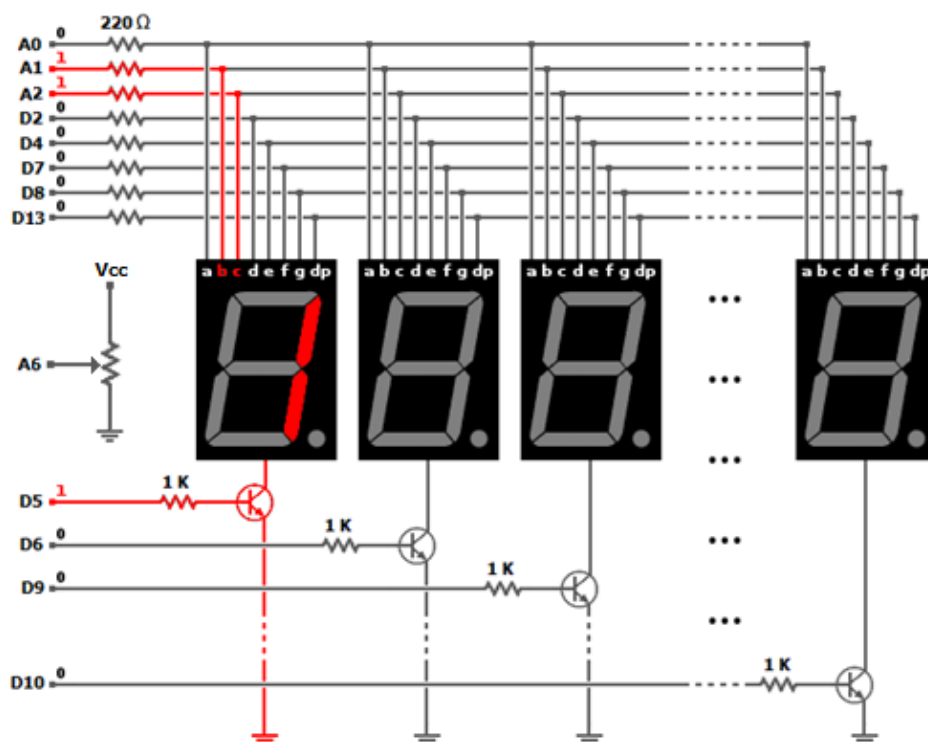 220 Ω
A0 0
A1 1
A2 1
D2 0
D4 0
D7 0
D8 0
D13 0
Vcc
A6
a b c d e f g dp
a b c d e f g dp
a b c d e f g dp
a b c d e f g dp
D5 1
1 K
D6 0
1 K
D9 0
1 K
D10 0
1 K